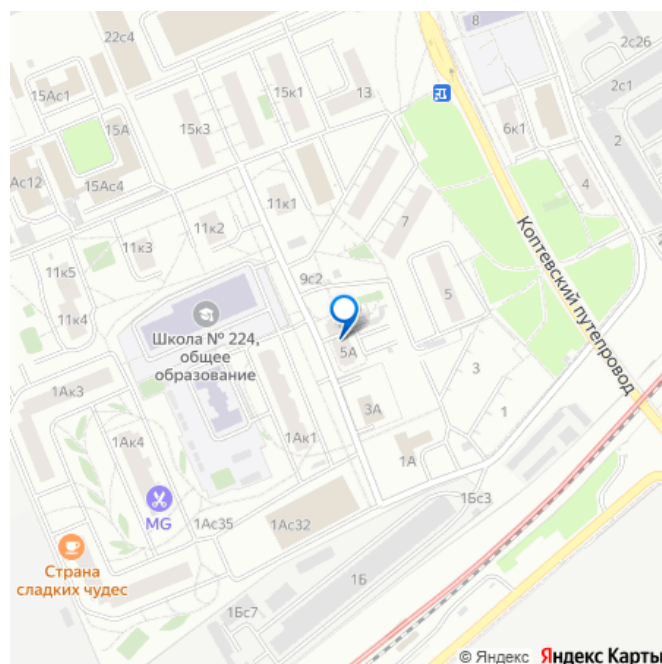 22с4
8
2с26
15Ас1
15А
15к1
13
2с1
15к3
6к1
2
Ас12
15Ас4
4
11к1
11к2
7
11к3
11к5
9с2
5
11к4
Школа № 224,
общее
образование
Коптевский путепровод
5А
3
1Ак3
3А
1
1Ак4
1Ак1
1А
MG
1Ас35
1Ас32
1Бс3
Страна
сладких чудес
1Б
1Бс7
© Яндекс Яндекс Карты